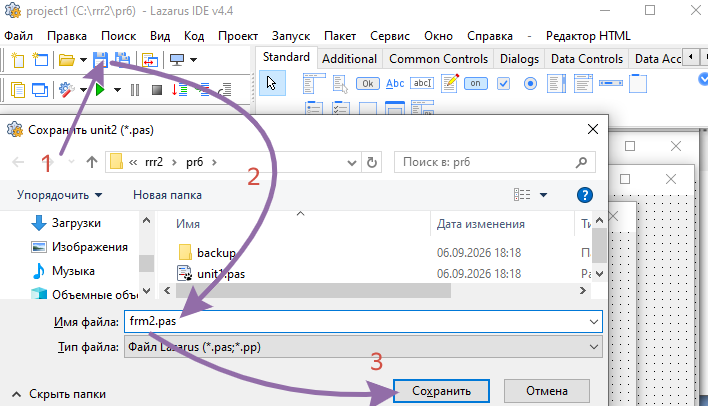 project1 (C:\rrr2\pr6) - Lazarus IDE v4.4
Файл Правка Поиск Вид Код Проект Запуск Пакет Сервис Окно Справка - Редактор HTML
Standard Additional Common Controls Dialogs Data Controls Data Acc
Ok Abc abcI on
Сохранить unit2 (*.pas)
1
« rrr2 › pr6 ›
Поиск в: pr6
2
Упорядочить Новая папка
Загрузки
Изображения
Музыка
Объемные объе
Имя Дата изменения Ти
backup 06.09.2026 18:18 П
unit1.pas 06.09.2026 18:18 Ра
Имя файла: frm2.pas
Тип файла: Файл Lazarus (*.pas;*.pp)
3
Скрыть папки Сохранить Отмена